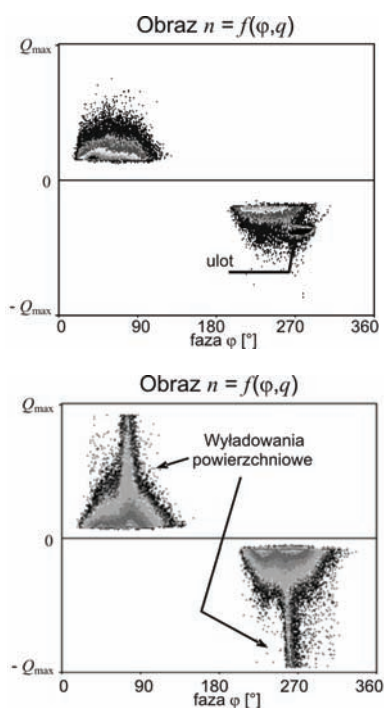 Obraz n = f(φ,q)
Qmax
0
ulot
- Qmax
0 90 180 270 360
faza φ [°]
Obraz n = f(φ,q)
Qmax
Wyładowania
powierzchniowe
0
- Qmax
0 90 180 270 360
faza φ [°]